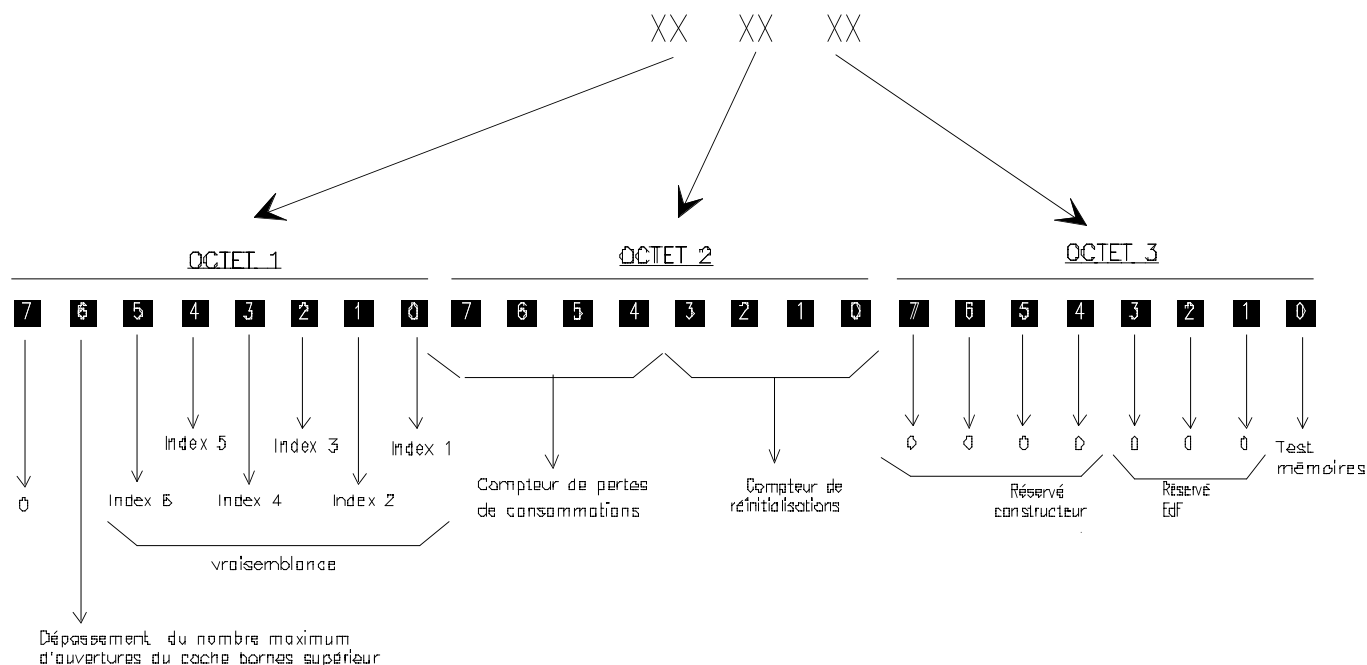 XX XX XX
OCTET 1 OCTET 2 OCTET 3
7 6 5 4 3 2 1 0 7 6 5 4 3 2 1 0 7 6 5 4 3 2 1 0
Index 5 Index 3 Index 1 0 0 0 0 0 0 0 Test
mémoires
0 Index 6 Index 4 Index 2
Compteur de pertes
de consommations
Compteur de
réinitialisations
Réservé
constructeur
Réservé
EdF
vraisemblance
Dépassement du nombre maximum
d'ouvertures du cache bornes supérieur